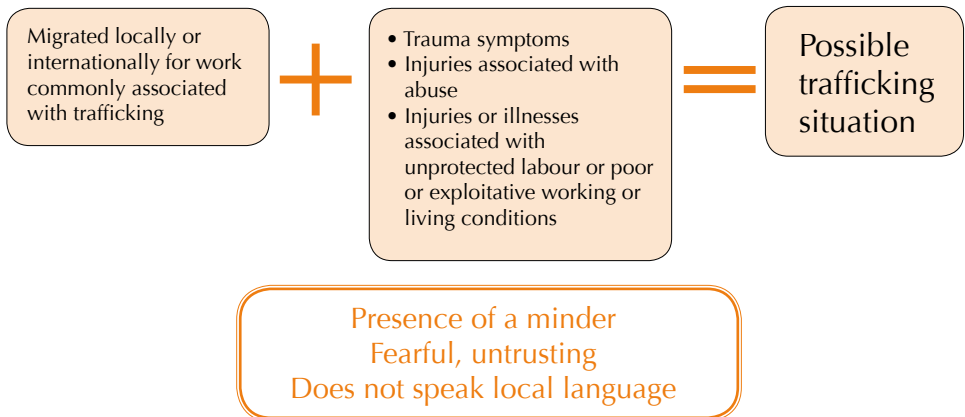 Migrated locally or
internationally for work
commonly associated
with trafficking
• Trauma symptoms
• Injuries associated with
abuse
• Injuries or illnesses
associated with
unprotected labour or poor
or exploitative working or
living conditions
Possible
trafficking
situation
Presence of a minder
Fearful, untrusting
Does not speak local language